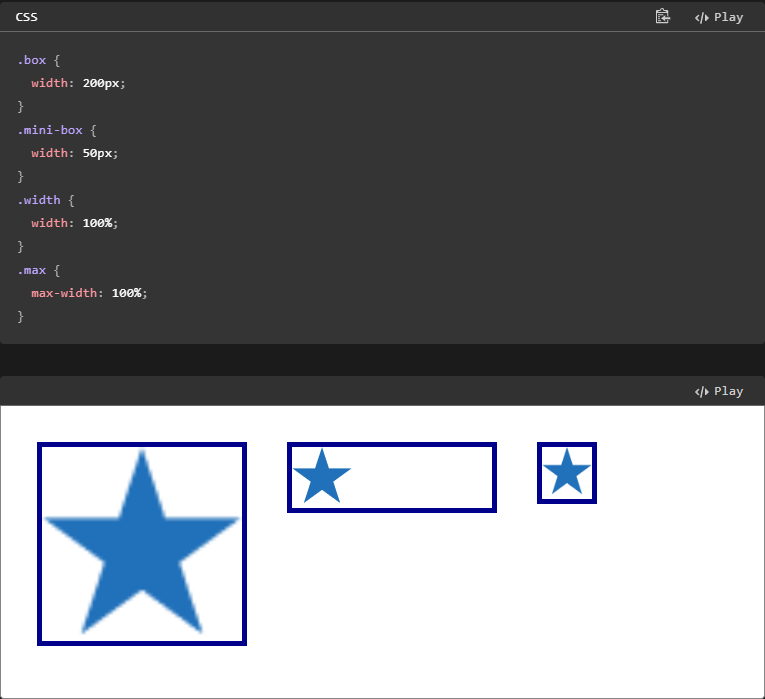 CSS
Play
.box {
  width: 200px;
}
.mini-box {
  width: 50px;
}
.width {
  width: 100%;
}
.max {
  max-width: 100%;
}
Play